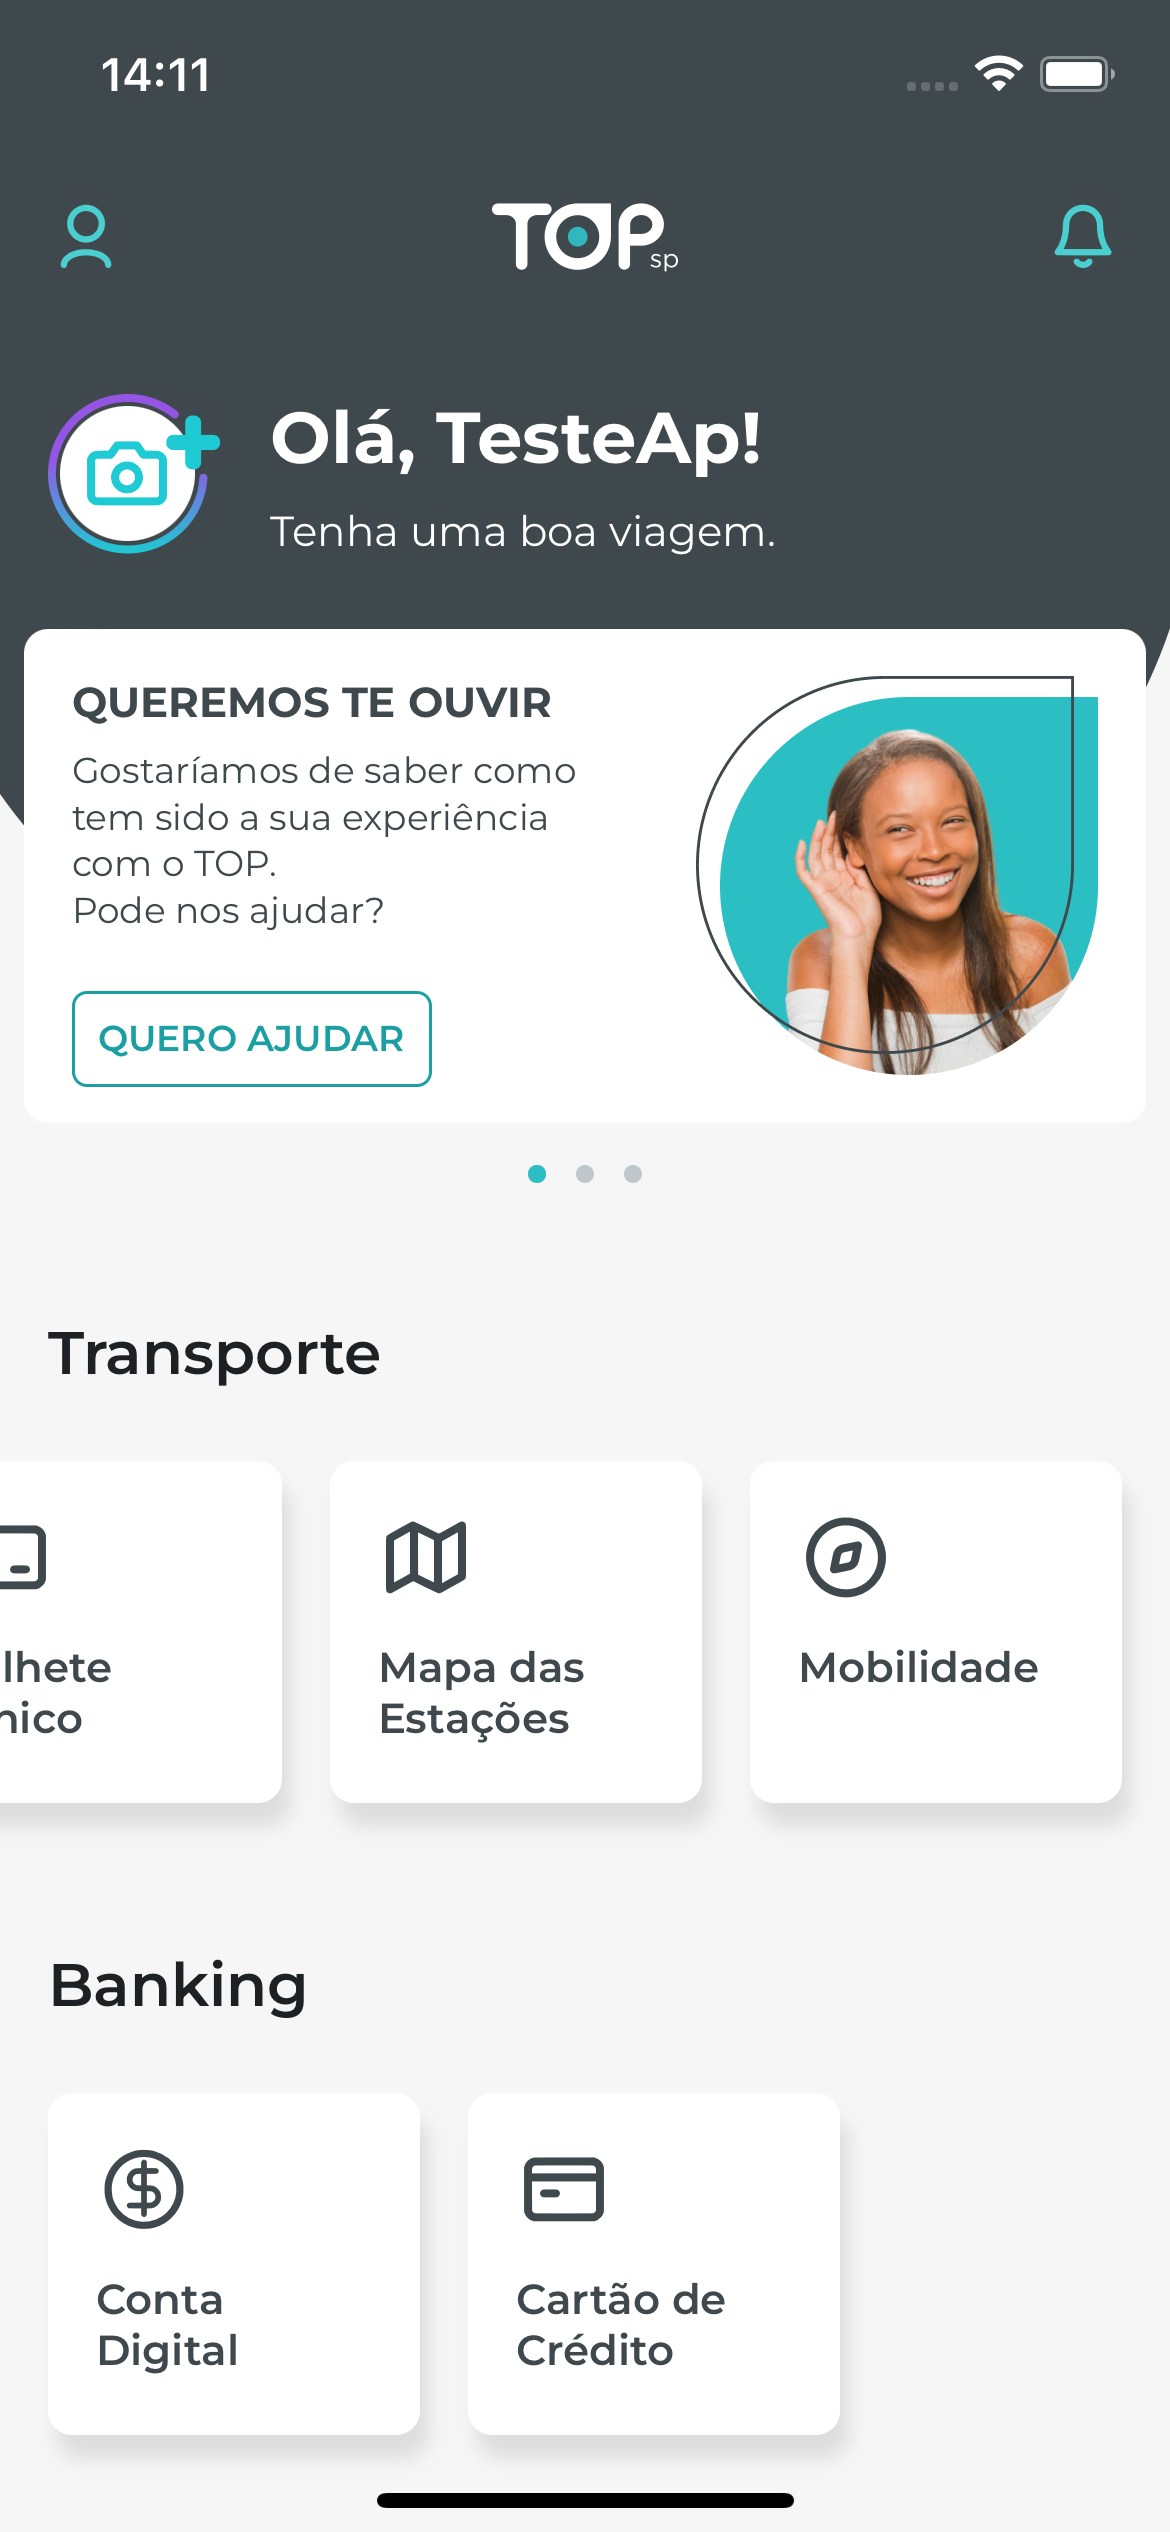 14:11
TOP
sp
Olá, TesteAp!
Tenha uma boa viagem.
QUEREMOS TE OUVIR
Gostaríamos de saber como
tem sido a sua experiência
com o TOP.
Pode nos ajudar?
QUERO AJUDAR
Transporte
lhete
nico
Mapa das
Estações
Mobilidade
Banking
Conta
Digital
Cartão de
Crédito